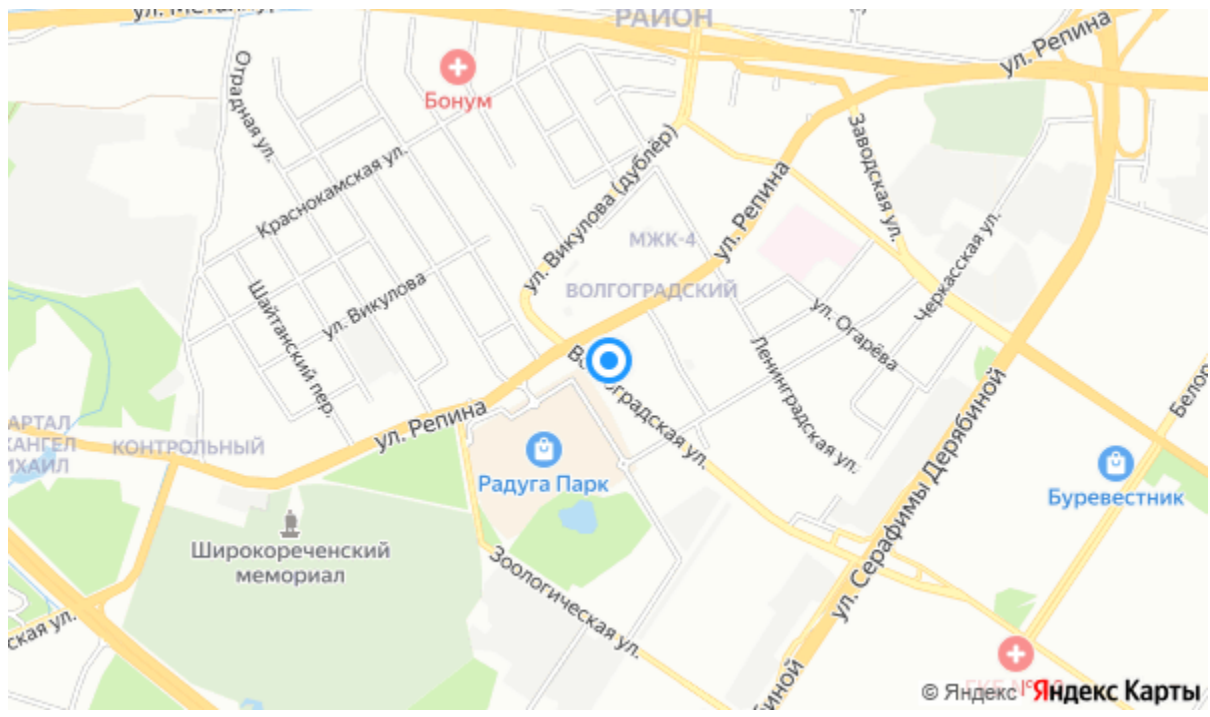 РАЙОН
ул. Репина
Бонум
Отрадная ул.
Заводская ул.
Краснокамская ул.
ул. Викулова (дублёр)
МЖК-4
ул. Репина
Черкасская ул.
ВОЛГОГРАДСКИЙ
ул. Викулова
Шайтанский пер.
ул. Огарёва
Ленинградская ул.
ул. Репина
КОНТРОЛЬНЫЙ
Радуга Парк
ул. Серафимы Дерябиной
Буревестник
Широкореченский
мемориал
Зоологическая ул.
© Яндекс
Яндекс Карты